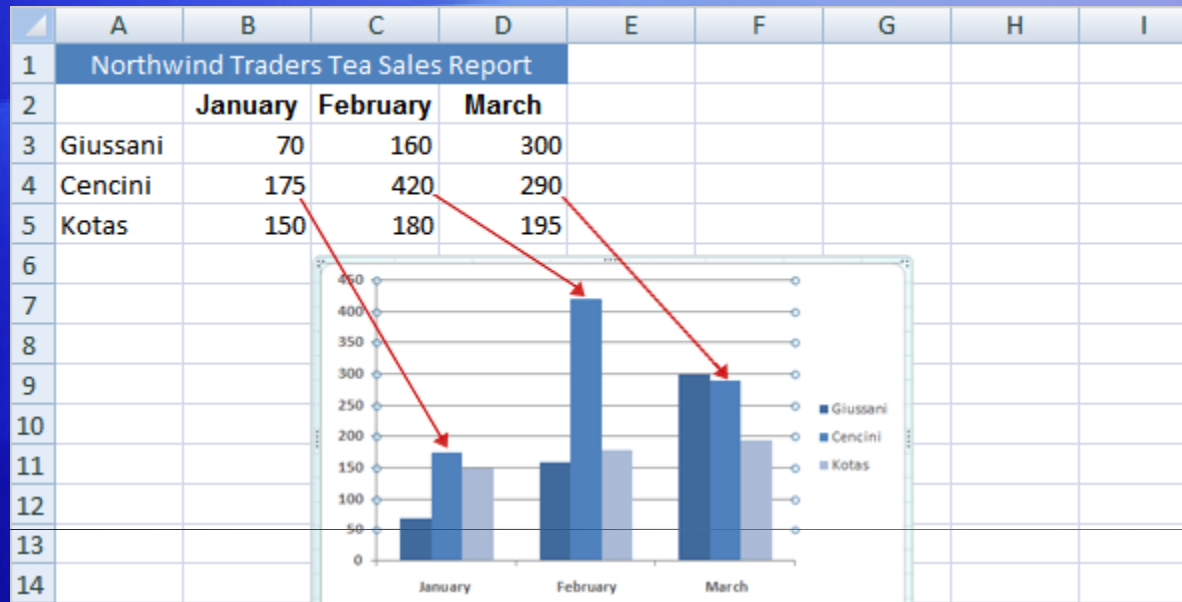 A B C D E F G H I
1 Northwind Traders Tea Sales Report
2 January February March
3 Giussani 70 160 300
4 Cencini 175 420 290
5 Kotas 150 180 195
6
7
8
9
10
11
12
13
14
450
400
350
300
250
200
150
100
50
0
January February March
Giussani
Cencini
Kotas